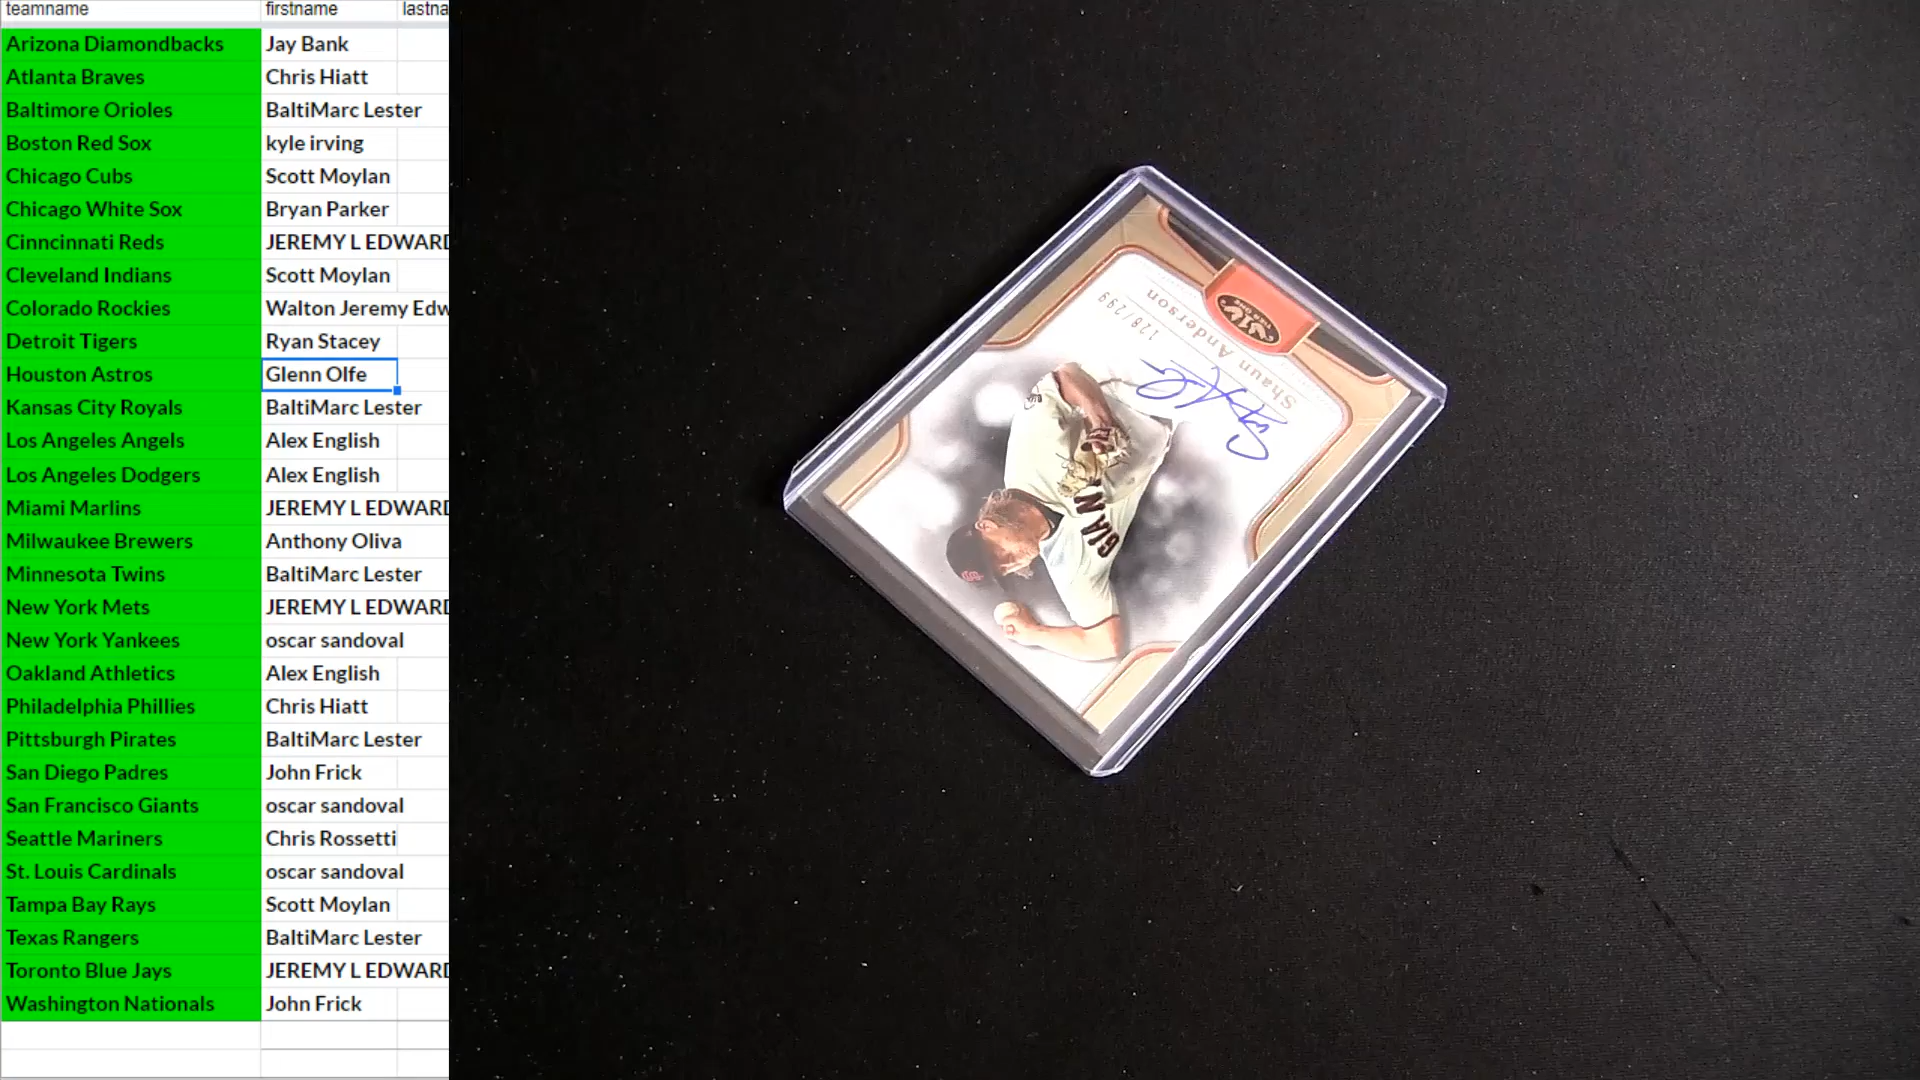 teamname firstname lastna
Arizona Diamondbacks Jay Bank
Atlanta Braves Chris Hiatt
Baltimore Orioles BaltiMarc Lester
Boston Red Sox kyle irving
Chicago Cubs Scott Moylan
Chicago White Sox Bryan Parker
Cinncinnati Reds JEREMY L EDWARD
Cleveland Indians Scott Moylan
Colorado Rockies Walton Jeremy Edw
Detroit Tigers Ryan Stacey
Houston Astros Glenn Olfe
Kansas City Royals BaltiMarc Lester
Los Angeles Angels Alex English
Los Angeles Dodgers Alex English
Miami Marlins JEREMY L EDWARD
Milwaukee Brewers Anthony Oliva
Minnesota Twins BaltiMarc Lester
New York Mets JEREMY L EDWARD
New York Yankees oscar sandoval
Oakland Athletics Alex English
Philadelphia Phillies Chris Hiatt
Pittsburgh Pirates BaltiMarc Lester
San Diego Padres John Frick
San Francisco Giants oscar sandoval
Seattle Mariners Chris Rossetti
St. Louis Cardinals oscar sandoval
Tampa Bay Rays Scott Moylan
Texas Rangers BaltiMarc Lester
Toronto Blue Jays JEREMY L EDWARD
Washington Nationals John Frick
TIER ONE
Shaun Anderson
128/299
GIAN